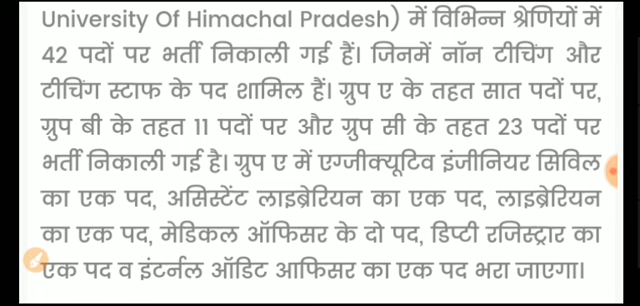 University Of Himachal Pradesh) में विभिन्न श्रेणियों में
42 पदों पर भर्ती निकाली गई हैं। जिनमें नॉन टीचिंग और
टीचिंग स्टाफ के पद शामिल हैं। ग्रुप ए के तहत सात पदों पर,
ग्रुप बी के तहत 11 पदों पर और ग्रुप सी के तहत 23 पदों पर
भर्ती निकाली गई है। ग्रुप ए में एग्जीक्यूटिव इंजीनियर सिविल
का एक पद, असिस्टेंट लाइब्रेरियन का एक पद, लाइब्रेरियन
का एक पद, मेडिकल ऑफिसर के दो पद, डिप्टी रजिस्ट्रार का
एक पद व इंटर्नल ऑडिट आफिसर का एक पद भरा जाएगा।